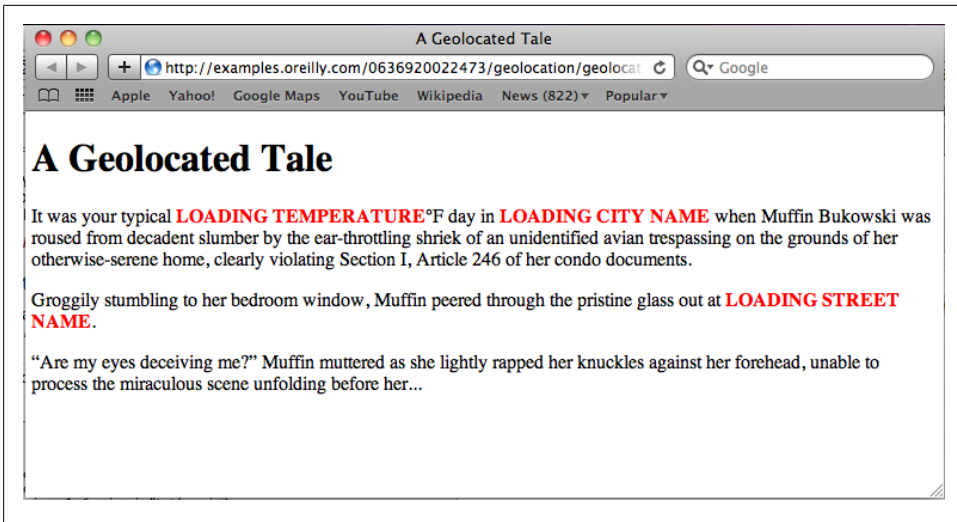 A Geolocated Tale
http://examples.oreilly.com/0636920022473/geolocation/geolocat
Google
Apple Yahoo! Google Maps YouTube Wikipedia News (822) Popular
A Geolocated Tale
It was your typical LOADING TEMPERATURE°F day in LOADING CITY NAME when Muffin Bukowski was
roused from decadent slumber by the ear-throttling shriek of an unidentified avian trespassing on the grounds of her
otherwise-serene home, clearly violating Section I, Article 246 of her condo documents.
Groggily stumbling to her bedroom window, Muffin peered through the pristine glass out at LOADING STREET
NAME.
“Are my eyes deceiving me?” Muffin muttered as she lightly rapped her knuckles against her forehead, unable to
process the miraculous scene unfolding before her...